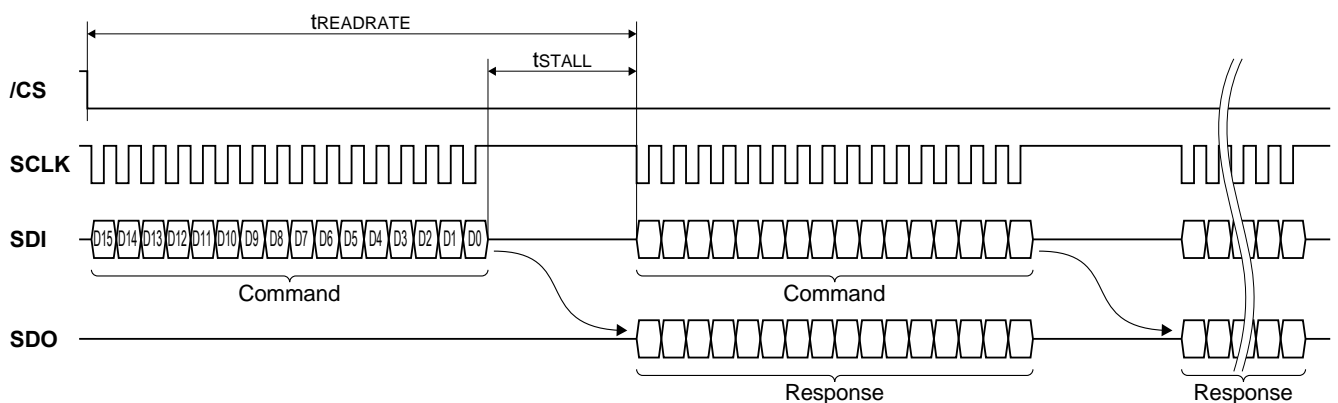 tREADRATE
tSTALL
/CS
SCLK
SDI D15 D14 D13 D12 D11 D10 D9 D8 D7 D6 D5 D4 D3 D2 D1 D0
Command Command
SDO
Response Response